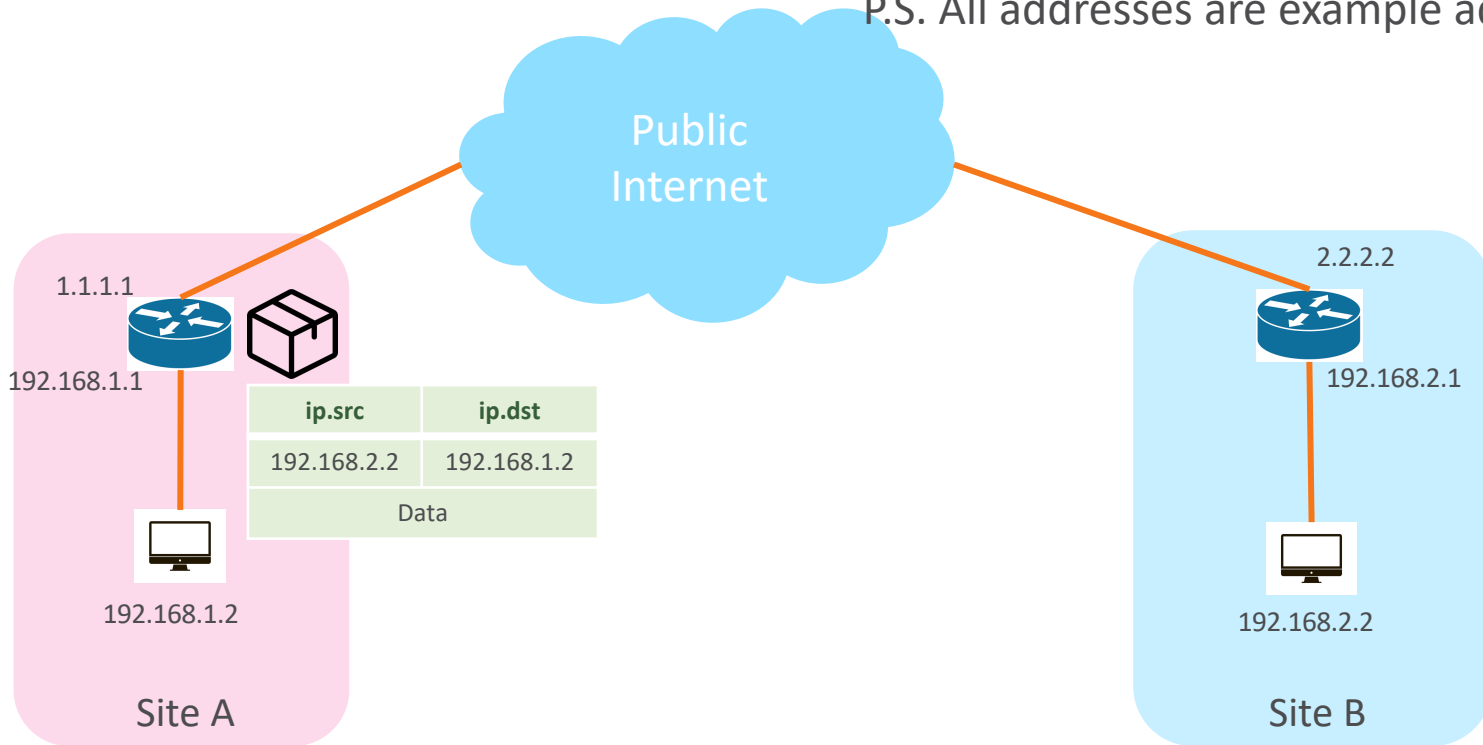 P.S. All addresses are example
Public
Internet
1.1.1.1
2.2.2.2
192.168.1.1
192.168.2.1
ip.src ip.dst
192.168.2.2 192.168.1.2
Data
192.168.1.2
192.168.2.2
Site A
Site B